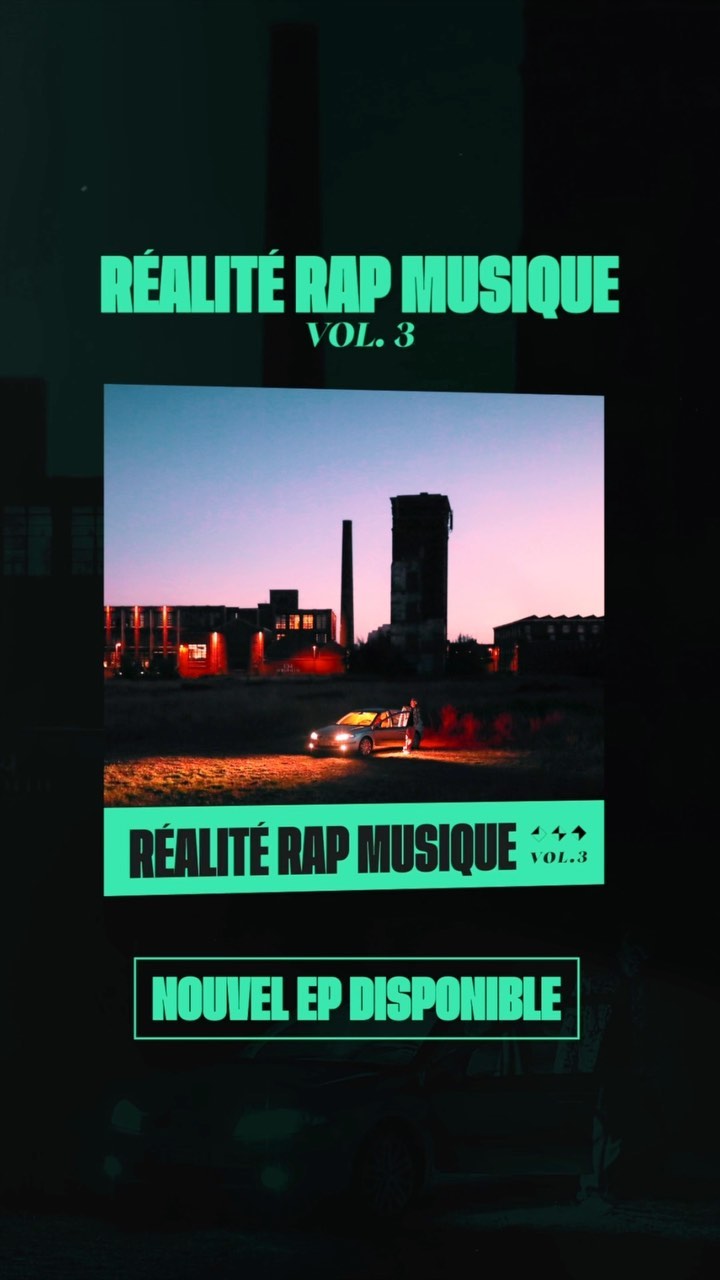 RÉALITÉ RAP MUSIQUE
VOL. 3
RÉALITÉ RAP MUSIQUE
VOL.3
NOUVEL EP DISPONIBLE